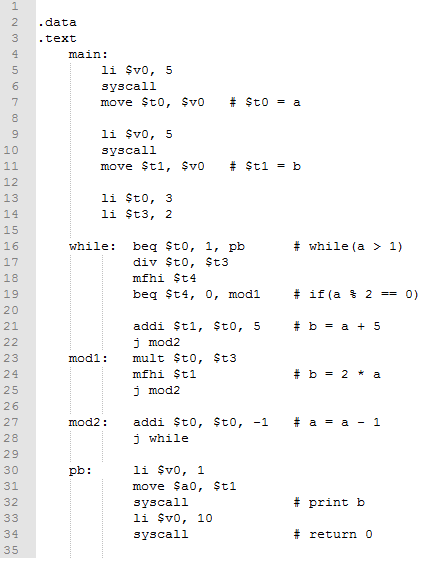 1
2 .data
3 .text
4 main:
5 li $v0, 5
6 syscall
7 move $t0, $v0 # $t0 = a
8
9 li $v0, 5
10 syscall
11 move $t1, $v0 # $t1 = b
12
13 li $t0, 3
14 li $t3, 2
15
16 while: beq $t0, 1, pb # while(a > 1)
17 div $t0, $t3
18 mfhi $t4
19 beq $t4, 0, mod1 # if(a % 2 == 0)
20
21 addi $t1, $t0, 5 # b = a + 5
22 j mod2
23 mod1: mult $t0, $t3
24 mfhi $t1 # b = 2 * a
25 j mod2
26
27 mod2: addi $t0, $t0, -1 # a = a - 1
28 j while
29
30 pb: li $v0, 1
31 move $a0, $t1
32 syscall # print b
33 li $v0, 10
34 syscall # return 0
35